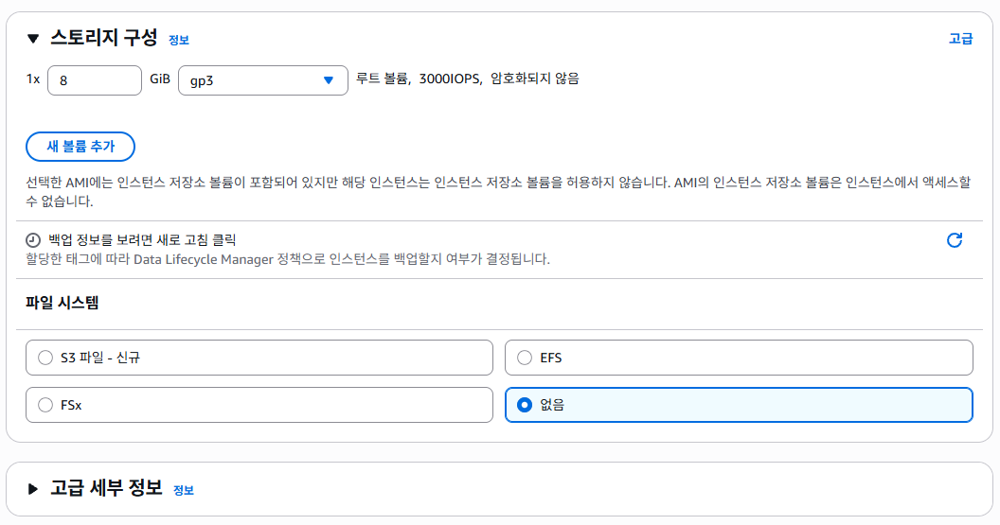 스토리지 구성 정보 고급
1x 8 GiB gp3 루트 볼륨, 3000IOPS, 암호화되지 않음
새 볼륨 추가
선택한 AMI에는 인스턴스 저장소 볼륨이 포함되어 있지만 해당 인스턴스는 인스턴스 저장소 볼륨을 허용하지 않습니다. AMI의 인스턴스 저장소 볼륨은 인스턴스에서 액세스할
수 없습니다.
백업 정보를 보려면 새로 고침 클릭
할당한 태그에 따라 Data Lifecycle Manager 정책으로 인스턴스를 백업할지 여부가 결정됩니다.
파일 시스템
S3 파일 - 신규 EFS
FSx 없음
고급 세부 정보 정보